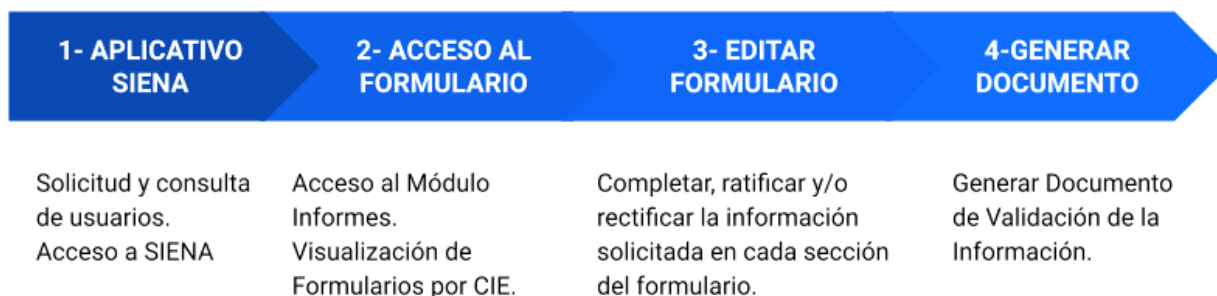 1- APLICATIVO
SIENA
2- ACCESO AL
FORMULARIO
3- EDITAR
FORMULARIO
4-GENERAR
DOCUMENTO
Solicitud y consulta
de usuarios.
Acceso a SIENA
Acceso al Módulo
Informes.
Visualización de
Formularios por CIE.
Completar, ratificar y/o
rectificar la información
solicitada en cada sección
del formulario.
Generar Documento
de Validación de la
Información.